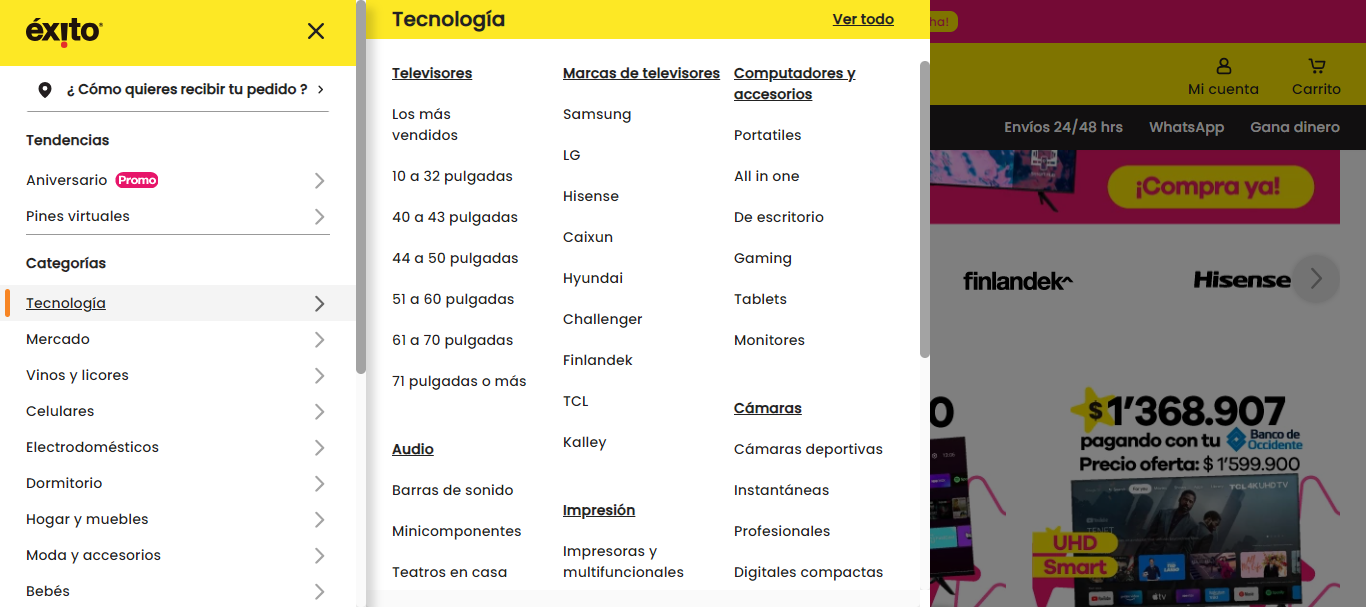 éxito
¿ Cómo quieres recibir tu pedido ?
Tendencias
Aniversario Promo
Pines virtuales
Categorías
Tecnología
Mercado
Vinos y licores
Celulares
Electrodomésticos
Dormitorio
Hogar y muebles
Moda y accesorios
Bebés
Tecnología
Ver todo
Televisores
Los más
vendidos
10 a 32 pulgadas
40 a 43 pulgadas
44 a 50 pulgadas
51 a 60 pulgadas
61 a 70 pulgadas
71 pulgadas o más
Audio
Barras de sonido
Minicomponentes
Teatros en casa
Marcas de televisores
Samsung
LG
Hisense
Caixun
Hyundai
Challenger
Finlandek
TCL
Kalley
Impresión
Impresoras y
multifuncionales
Computadores y
accesorios
Portatiles
All in one
De escritorio
Gaming
Tablets
Monitores
Cámaras
Cámaras deportivas
Instantáneas
Profesionales
Digitales compactas
ha!
Mi cuenta
Carrito
Envíos 24/48 hrs
WhatsApp
Gana dinero
¡Compra ya!
finlandek
Hisense
0
$1'368.907
pagando con tu Banco de
Occidente
Precio oferta: $ 1'599.900
TCL 4K UHD TV
TENET
UHD
Smart